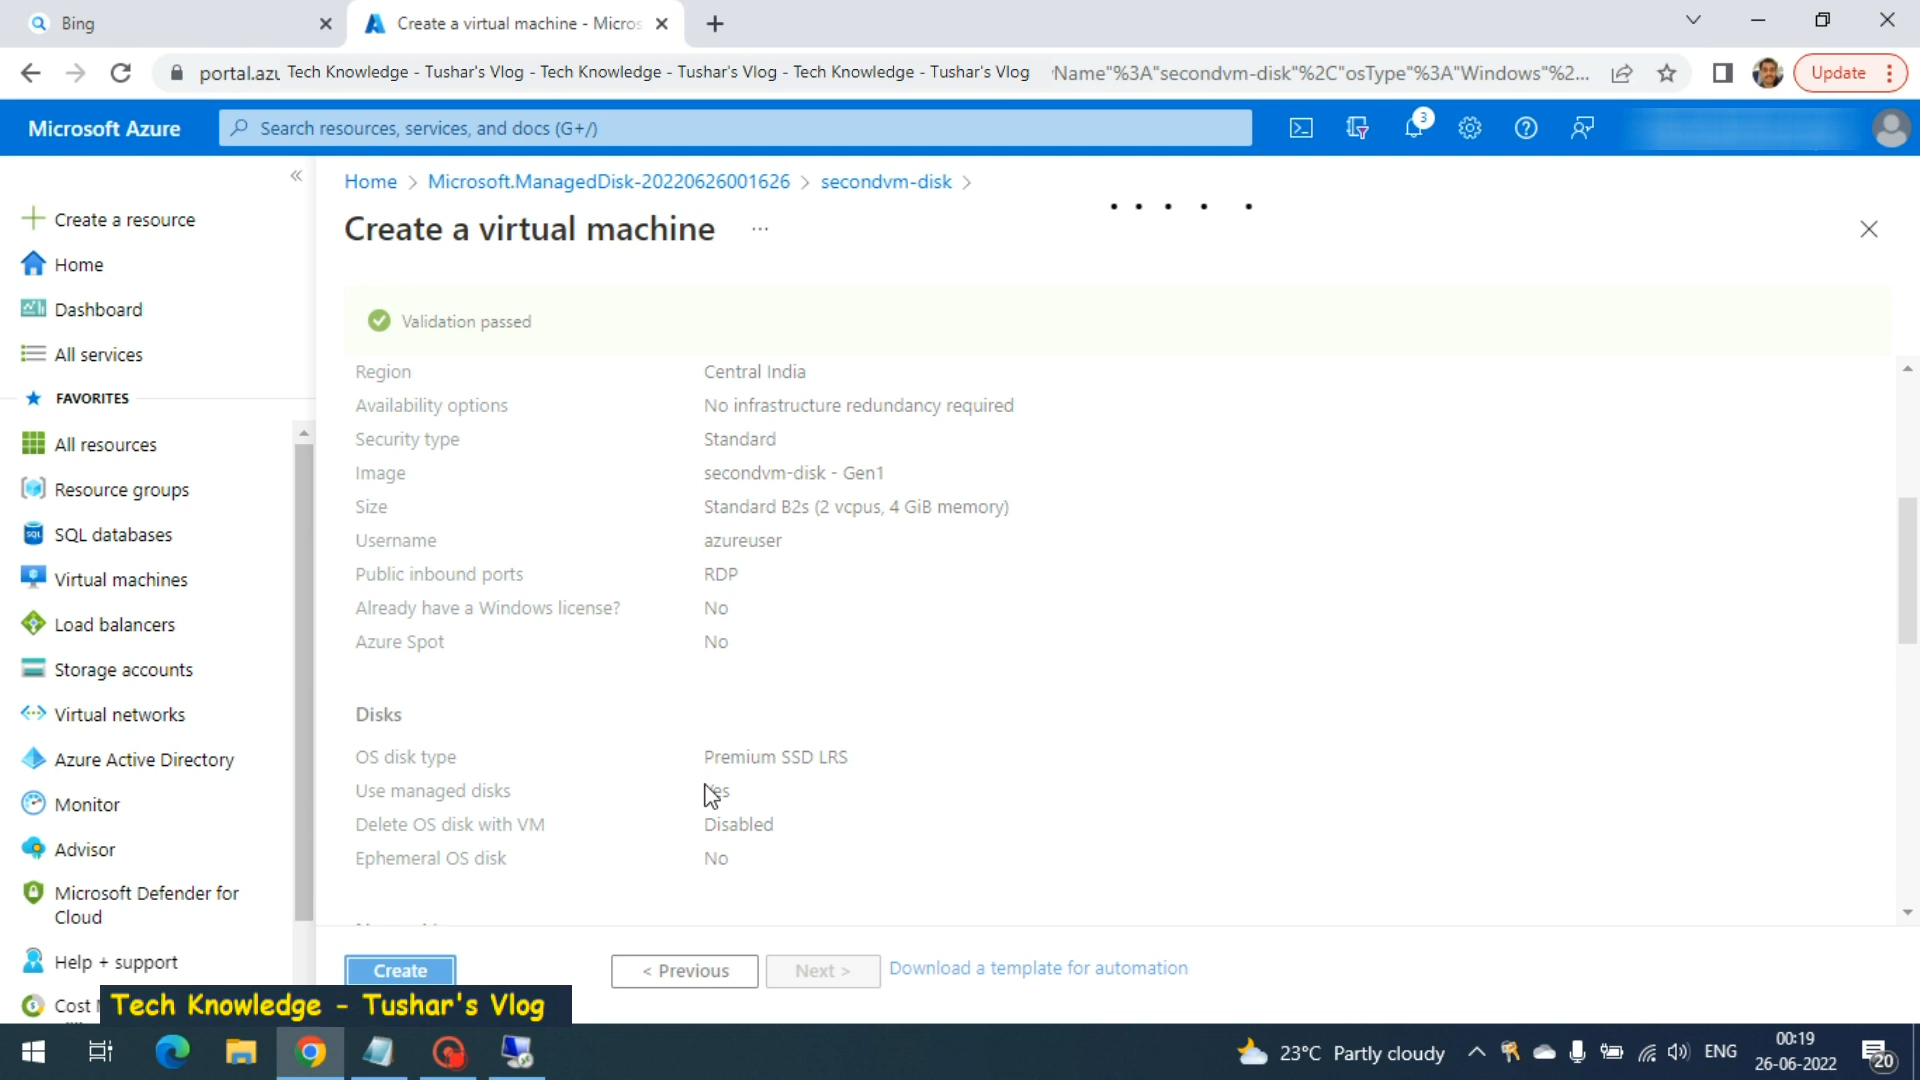 Bing
Create a virtual machine - Micros
portal.azu Tech Knowledge - Tushar's Vlog - Tech Knowledge - Tushar's Vlog - Tech Knowledge - Tushar's Vlog Name"%3A"secondvm-disk"%2C"osType"%3A"Windows"%2...
Update
Microsoft Azure
Search resources, services, and docs (G+/)
3
Home > Microsoft.ManagedDisk-20220626001626 > secondvm-disk >
Create a virtual machine ...
Validation passed
Create a resource
Home
Dashboard
All services
FAVORITES
All resources
Resource groups
SQL databases
Virtual machines
Load balancers
Storage accounts
Virtual networks
Azure Active Directory
Monitor
Advisor
Microsoft Defender for
Cloud
Help + support
Cost
Region Central India
Availability options No infrastructure redundancy required
Security type Standard
Image secondvm-disk - Gen1
Size Standard B2s (2 vcpus, 4 GiB memory)
Username azureuser
Public inbound ports RDP
Already have a Windows license? No
Azure Spot No
Disks
OS disk type Premium SSD LRS
Use managed disks Yes
Delete OS disk with VM Disabled
Ephemeral OS disk No
Create
< Previous
Next >
Download a template for automation
Tech Knowledge - Tushar's Vlog
23°C Partly cloudy
ENG
00:19
26-06-2022
20